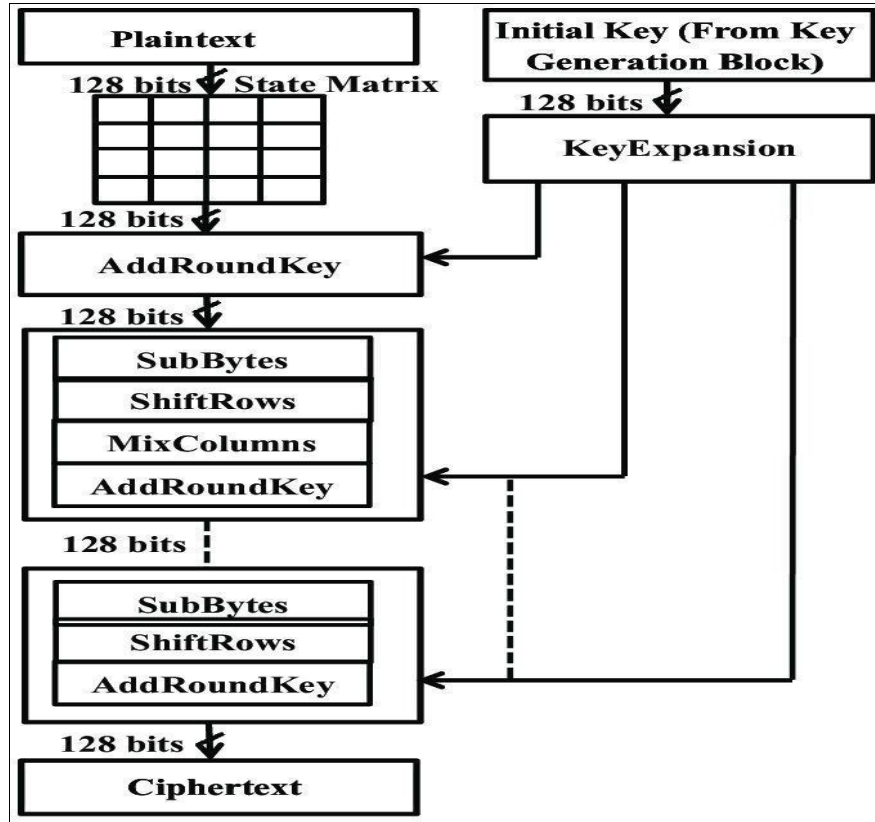 Plaintext
Initial Key (From Key
Generation Block)
128 bits
State Matrix
128 bits
KeyExpansion
128 bits
AddRoundKey
128 bits
SubBytes
ShiftRows
MixColumns
AddRoundKey
128 bits
SubBytes
ShiftRows
AddRoundKey
128 bits
Ciphertext